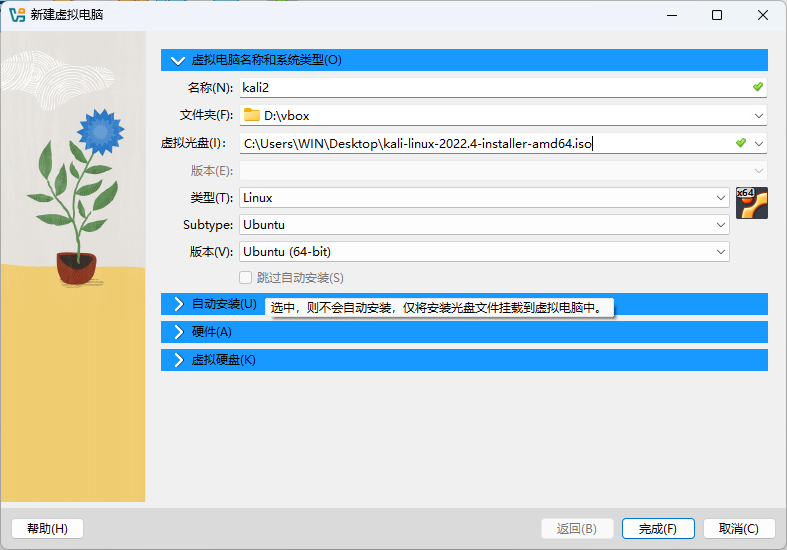 新建虚拟电脑
虚拟电脑名称和系统类型(O)
名称(N): kali2
文件夹(F): D:\vbox
虚拟光盘(I): C:\Users\WIN\Desktop\kali-linux-2022.4-installer-amd64.iso
版本(E):
类型(T): Linux
x64
Subtype: Ubuntu
版本(V): Ubuntu (64-bit)
跳过自动安装(S)
自动安装(U)
选中，则不会自动安装，仅将安装光盘文件挂载到虚拟电脑中。
硬件(A)
虚拟硬盘(K)
帮助(H) 返回(B) 完成(F) 取消(C)